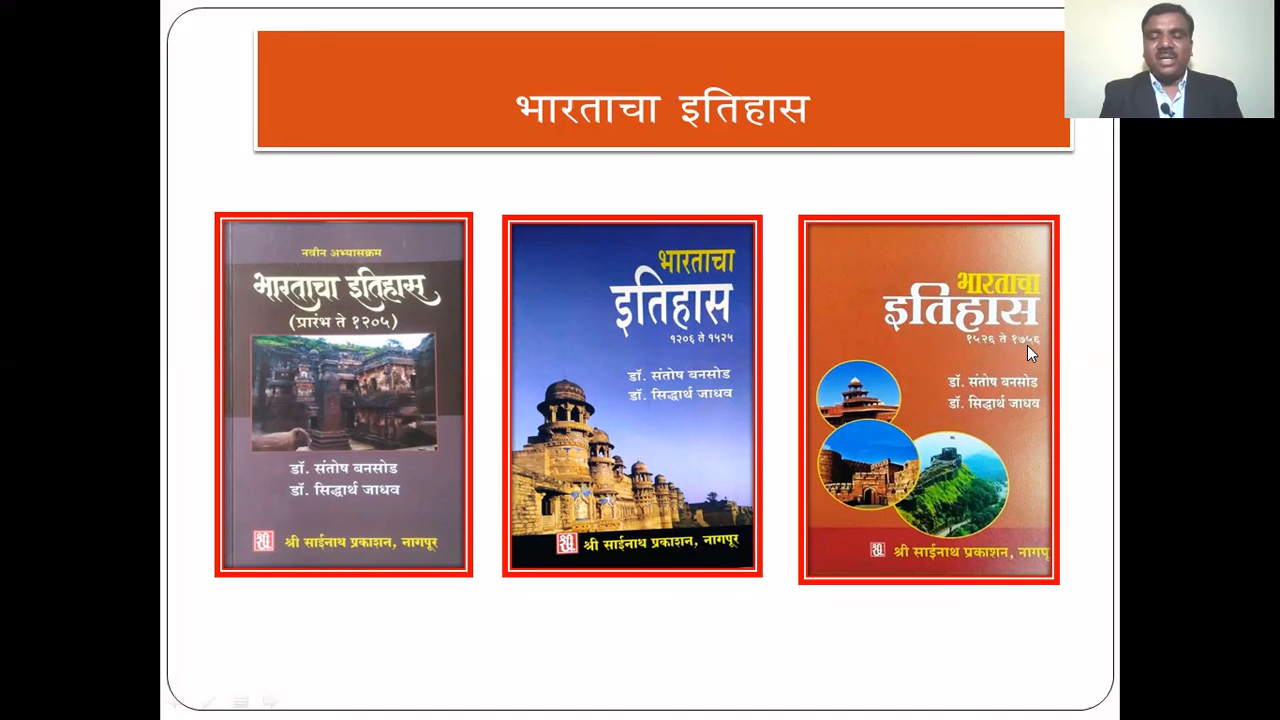 भारताचा इतिहास
नवीन अभ्यासक्रम
भारताचा इतिहास
(प्रारंभ ते १२०५)
डॉ. संतोष बनसोड
डॉ. सिद्धार्थ जाधव
श्री साईनाथ प्रकाशन, नागपूर
भारताचा
इतिहास
१२०६ ते १५२५
डॉ. संतोष बनसोड
डॉ. सिद्धार्थ जाधव
श्री साईनाथ प्रकाशन, नागपूर
भारताचा
इतिहास
१५२६ ते १७५६
डॉ. संतोष बनसोड
डॉ. सिद्धार्थ जाधव
श्री साईनाथ प्रकाशन, नागपू